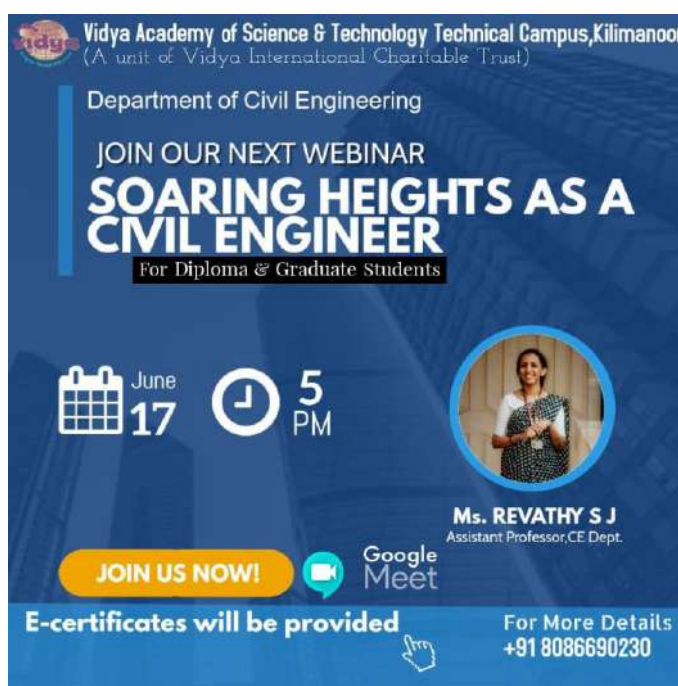 vidya
Vidya Academy of Science & Technology Technical Campus,Kilimanoor
(A unit of Vidya International Charitable Trust)
Department of Civil Engineering
JOIN OUR NEXT WEBINAR
SOARING HEIGHTS AS A
CIVIL ENGINEER
For Diploma & Graduate Students
June
17
5
PM
Ms. REVATHY S J
Assistant Professor,CE Dept.
JOIN US NOW!
Google
Meet
E-certificates will be provided
For More Details
+91 8086690230